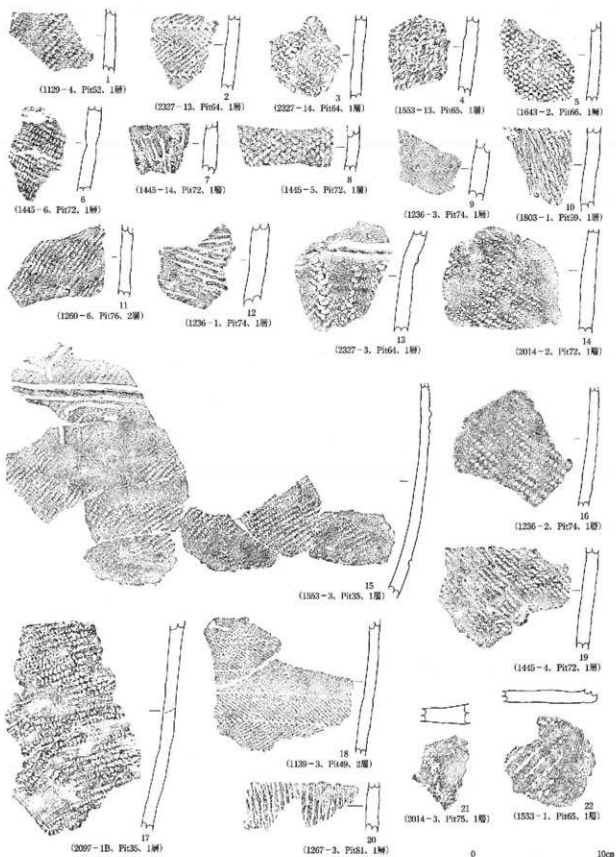 1
(1129-4、Pit52、1層)
2
(2327-13、Pit64、1層)
3
(2327-14、Pit64、1層)
4
(1553-13、Pit65、1層)
5
(1643-2、Pit66、1層)
6
(1445-6、Pit72、1層)
7
(1445-14、Pit72、1層)
8
(1445-5、Pit72、1層)
9
(1236-3、Pit74、1層)
10
(1803-1、Pit59、1層)
11
(1260-6、Pit76、2層)
12
(1236-1、Pit74、1層)
13
(2327-3、Pit64、1層)
14
(2014-2、Pit72、1層)
15
(1553-3、Pit35、1層)
16
(1236-2、Pit74、1層)
17
(2097-1B、Pit35、1層)
18
(1139-3、Pit49、2層)
19
(1445-4、Pit72、1層)
20
(1267-3、Pit81、1層)
21
(2014-3、Pit75、1層)
22
(1553-1、Pit65、1層)
0 10cm